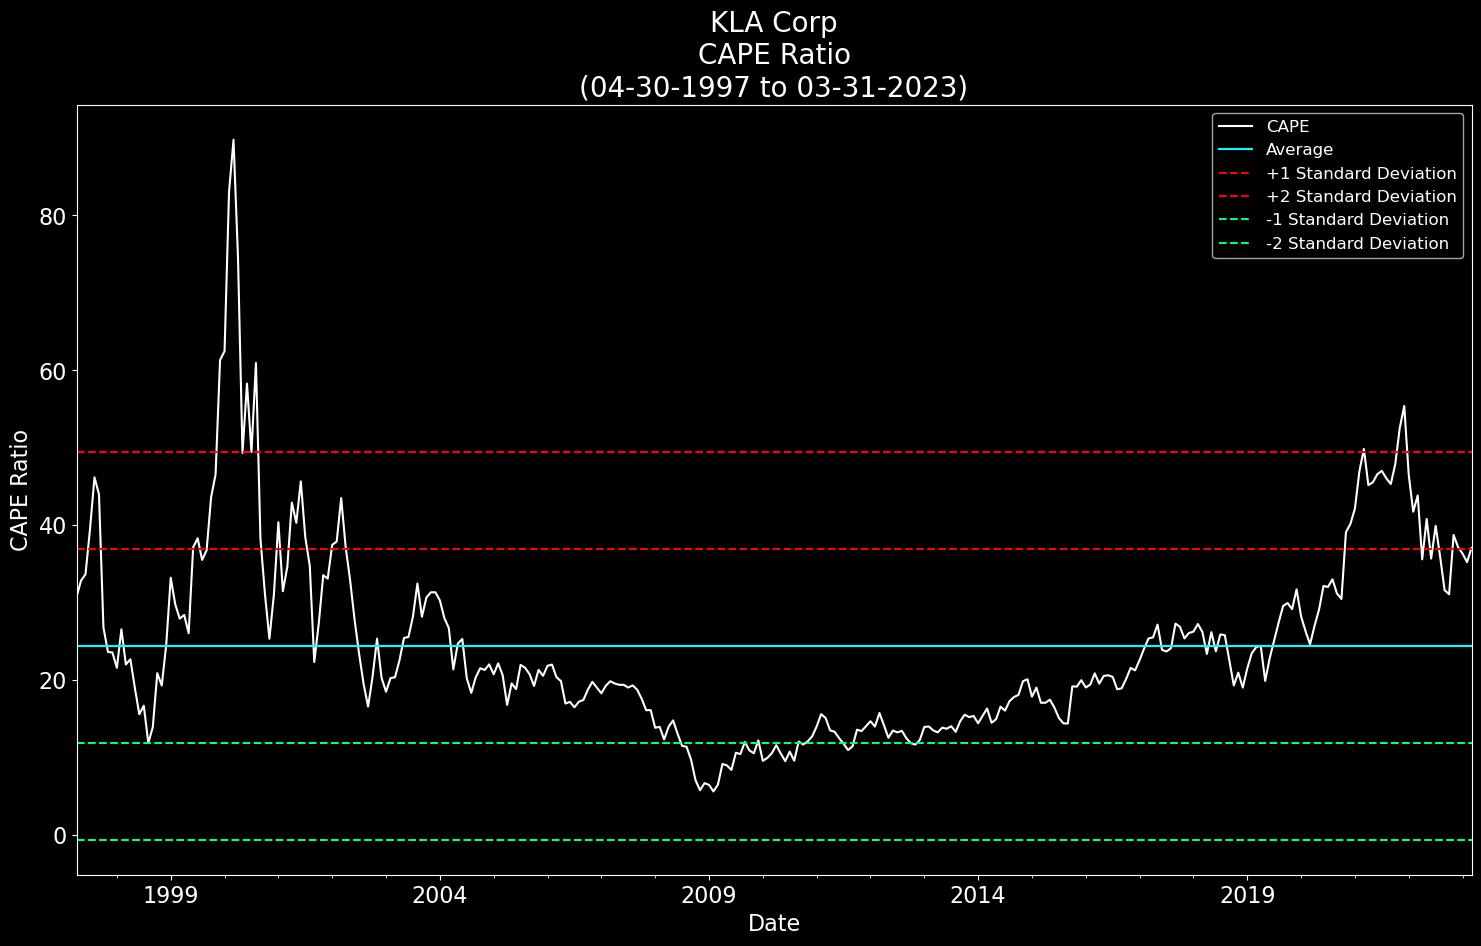 KLA Corp
CAPE Ratio
(04-30-1997 to 03-31-2023)
CAPE
Average
+1 Standard Deviation
+2 Standard Deviation
-1 Standard Deviation
-2 Standard Deviation
CAPE Ratio
80
60
40
20
0
1999
2004
2009
2014
2019
Date